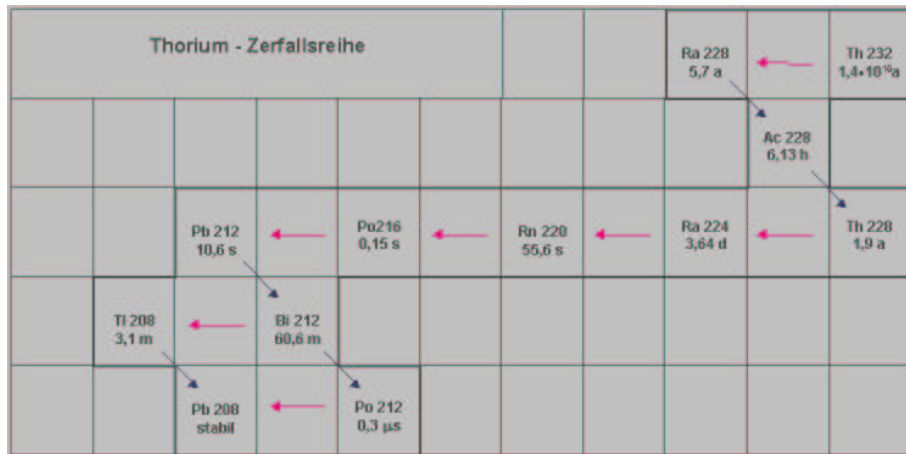 Thorium - Zerfallsreihe
Ra 228
5,7 a
Th 232
1,4•10¹⁰a
Ac 228
6,13 h
Pb 212
10,6 s
Po216
0,15 s
Rn 220
55,6 s
Ra 224
3,64 d
Th 228
1,9 a
Tl 208
3,1 m
Bi 212
60,6 m
Pb 208
stabil
Po 212
0,3 µs